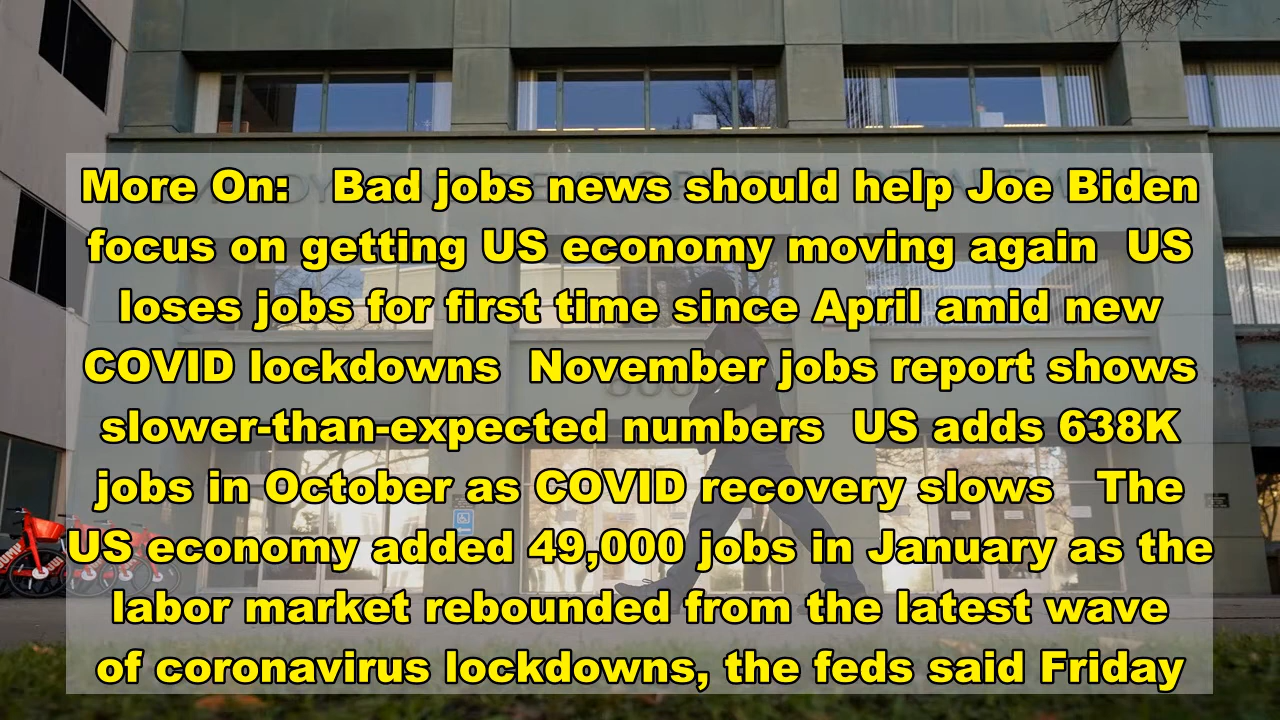 More On: Bad jobs news should help Joe Biden
focus on getting US economy moving again US
loses jobs for first time since April amid new
COVID lockdowns November jobs report shows
slower-than-expected numbers US adds 638K
jobs in October as COVID recovery slows The
US economy added 49,000 jobs in January as the
labor market rebounded from the latest wave
of coronavirus lockdowns, the feds said Friday
JUMP